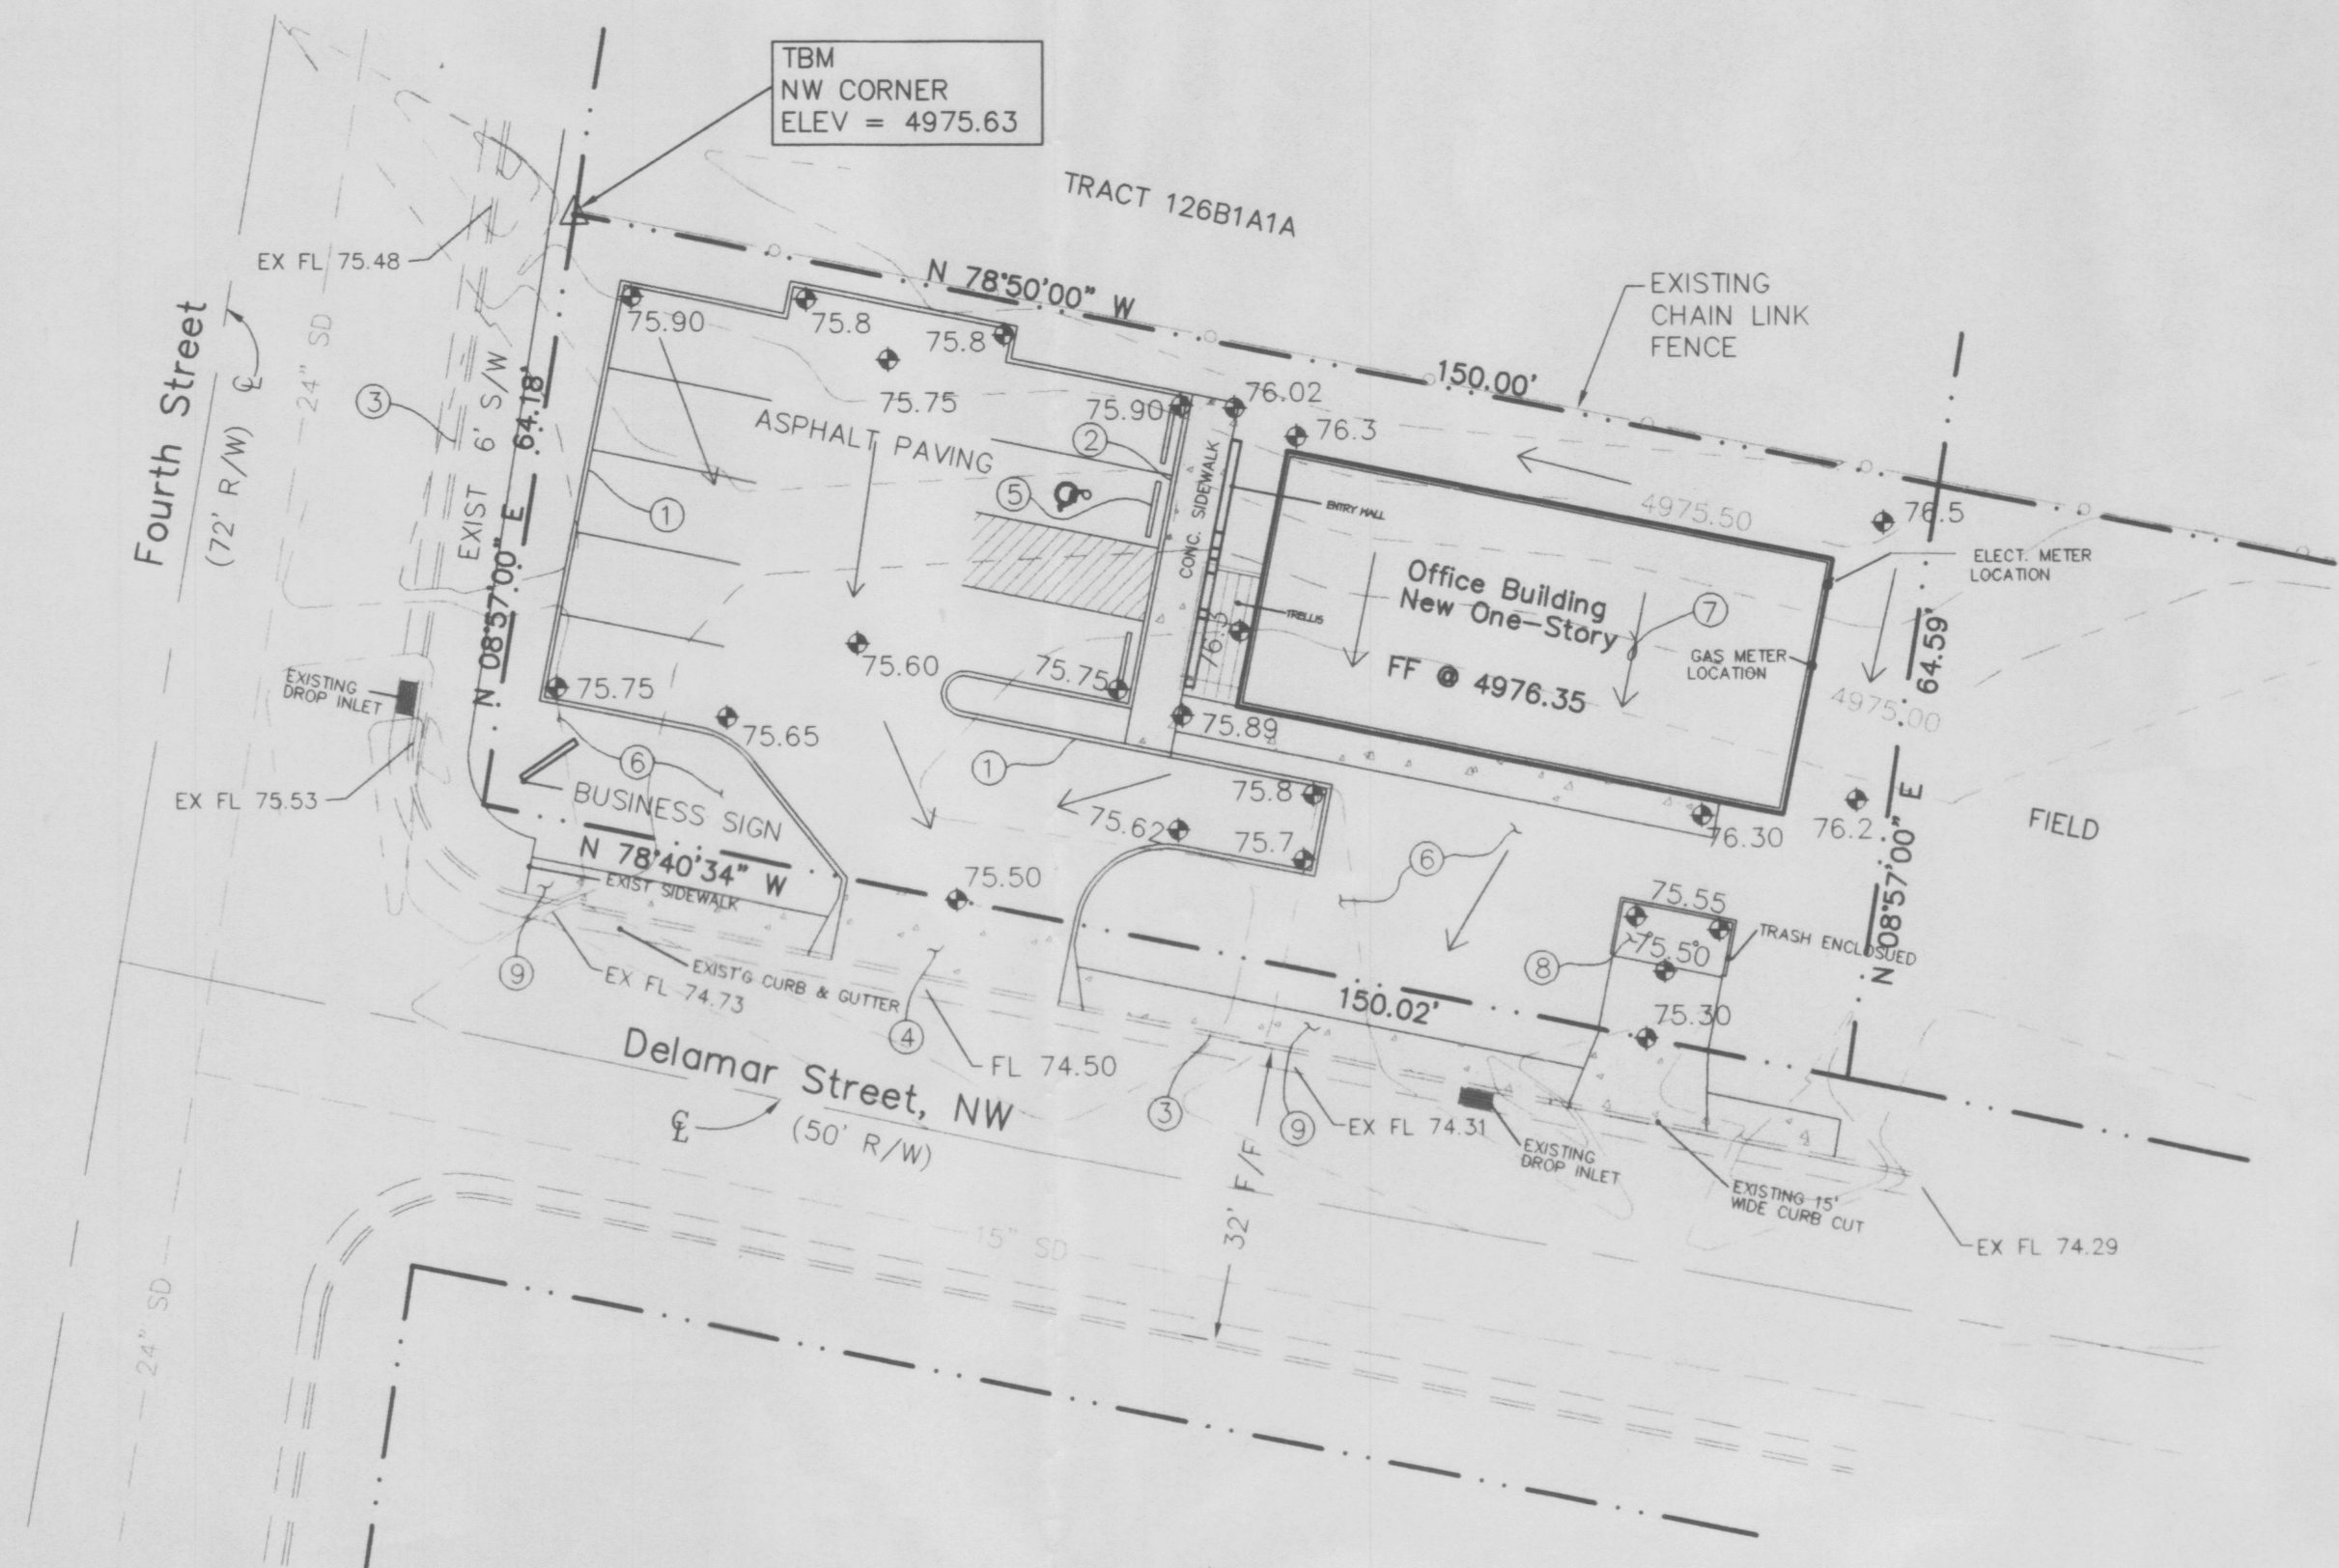 TBM
NW CORNER
ELEV = 4975.63
TRACT 126B1A1A
EX FL 75.48
N 78°50'00" W
150.00'
EXISTING
CHAIN LINK
FENCE
Fourth Street
(72' R/W)
24" SD
3
EXIST 6' S/W
64.18'
N 08°57'00" E
75.90
75.8
75.8
75.75
ASPHALT PAVING
75.90
2
76.02
76.3
1
5
CONC. SIDEWALK
ENTRY WALL
TRELLIS
76.3
4975.50
76.5
ELECT. METER
LOCATION
Office Building
New One-Story
FF @ 4976.35
7
GAS METER
LOCATION
64.59'
4975.00
N 08°57'00" E
FIELD
EXISTING
DROP INLET
EX FL 75.53
75.75
75.65
75.60
75.75
75.89
6
1
BUSINESS SIGN
N 78°40'34" W
EXIST SIDEWALK
75.8
75.62
75.7
76.30
76.2
6
75.50
75.55
75.50
TRASH ENCLOSUED
8
75.30
9
EX FL 74.73
EXIST'G CURB & GUTTER
4
FL 74.50
150.02'
Delamar Street, NW
(50' R/W)
3
9
EX FL 74.31
32' F/F
EXISTING
DROP INLET
EXISTING 15'
WIDE CURB CUT
EX FL 74.29
15" SD
24" SD